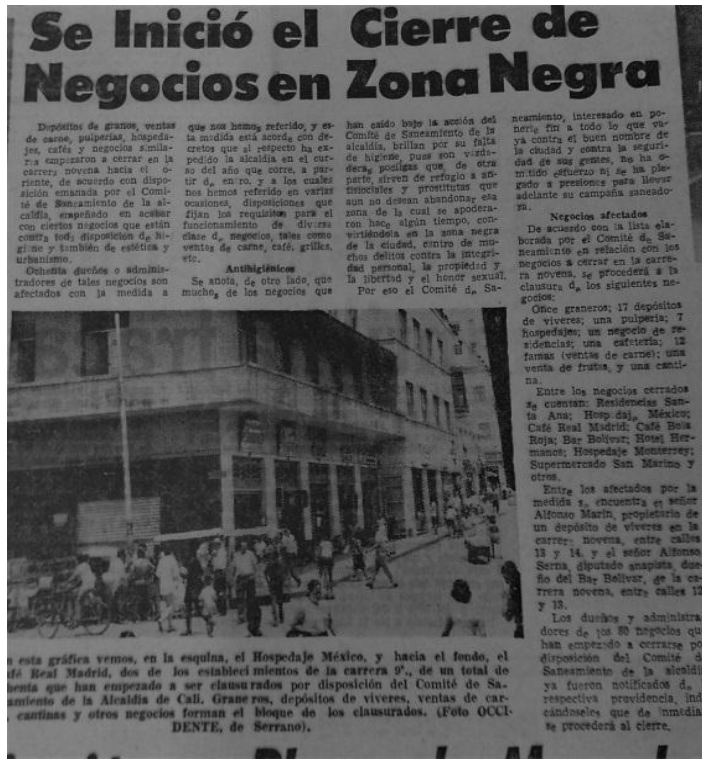 Se Inició el Cierre de
Negocios en Zona Negra
Depósitos de granos, ventas
de carne, pulperías, hospeda-
jes, cafés y negocios simila-
res empezaron a cerrar en la
carrera novena hacia el o-
riente, de acuerdo con dispo-
sición emanada por el Comi-
té de Saneamiento de la al-
caldía, empeñado en acabar
con ciertos negocios que están
contra toda disposición de hi-
giene y también de estética y
urbanismo.
Ochenta dueños o adminis-
tradores de tales negocios son
afectados con la medida a
que nos hemos referido, y es-
ta medida está acorde con de-
cretos que al respecto ha ex-
pedido la alcaldía en el cur-
so del año que corre, a par-
tir de enero, y a los cuales
nos hemos referido en varias
ocasiones, disposiciones que
fijan los requisitos para el
funcionamiento de diversa
clase de negocios, tales como
ventas de carne, café, grilles,
etc.
Antihigiénicos
Se anota, de otro lado, que
muchos de los negocios que
han caído bajo la acción del
Comité de Saneamiento de la
alcaldía, brillan por su falta
de higiene, pues son verda-
deras posilgas que, de otra
parte, sirven de refugio a an-
tisociales y prostitutas que
aun no desean abandonar esa
zona de la cual se apodera-
ron hace algún tiempo, con-
virtiéndola en la zona negra
de la ciudad, centro de mu-
chos delitos contra la integri-
dad personal, la propiedad y
la libertad y el honor sexual.
Por eso el Comité de Sa-
neamiento, interesado en po-
nerle fin a todo lo que va-
ya contra el buen nombre de
la ciudad y contra la seguri-
dad de sus gentes, no ha o-
mitido esfuerzo ni se ha ple-
gado a presiones para llevar
adelante su campaña saneado-
ra.
Negocios afectados
De acuerdo con la lista ela-
borada por el Comité de Sa-
neamiento en relación con los
negocios a cerrar en la carre-
ra novena, se procederá a la
clausura de los siguientes ne-
gocios:
Once graneros; 17 depósitos
de víveres; una pulpería; 7
hospedajes; un negocio de re-
sidencias; una cafetería; 12
famas (ventas de carne); una
venta de frutas, y una canti-
na.
Entre los negocios cerrados
se cuentan: Residencias San-
ta Ana; Hospedaje México;
Café Real Madrid; Café Bola
Roja; Bar Bolívar; Hotel Her-
manos; Hospedaje Monterrey;
Supermercado San Marino y
otros.
Entre los afectados por la
medida se encuentra el señor
Alfonso Marín, propietario de
un depósito de víveres en la
carrera novena, entre calles
13 y 14, y el señor Alfonso
Serna, diputado anapista, due-
ño del Bar Bolívar, de la ca-
rrera novena, entre calles 12
y 13.
Los dueños y administra-
dores de los 80 negocios qu
han empezado a cerrarse po
disposición del Comité d
Saneamiento de la alcaldí
ya fueron notificados de
respectiva providencia, ind
cándoseles que de inmedia
se procederá al cierre.
n esta gráfica vemos, en la esquina, el Hospedaje México, y hacia el fondo, el
afé Real Madrid, dos de los establecimientos de la carrera 9ª., de un total de
henta que han empezado a ser clausurados por disposición del Comité de Sa-
amiento de la Alcaldía de Cali. Graneros, depósitos de víveres, ventas de car-
cantinas y otros negocios forman el bloque de los clausurados. (Foto OCCI-
DENTE, de Serrano).